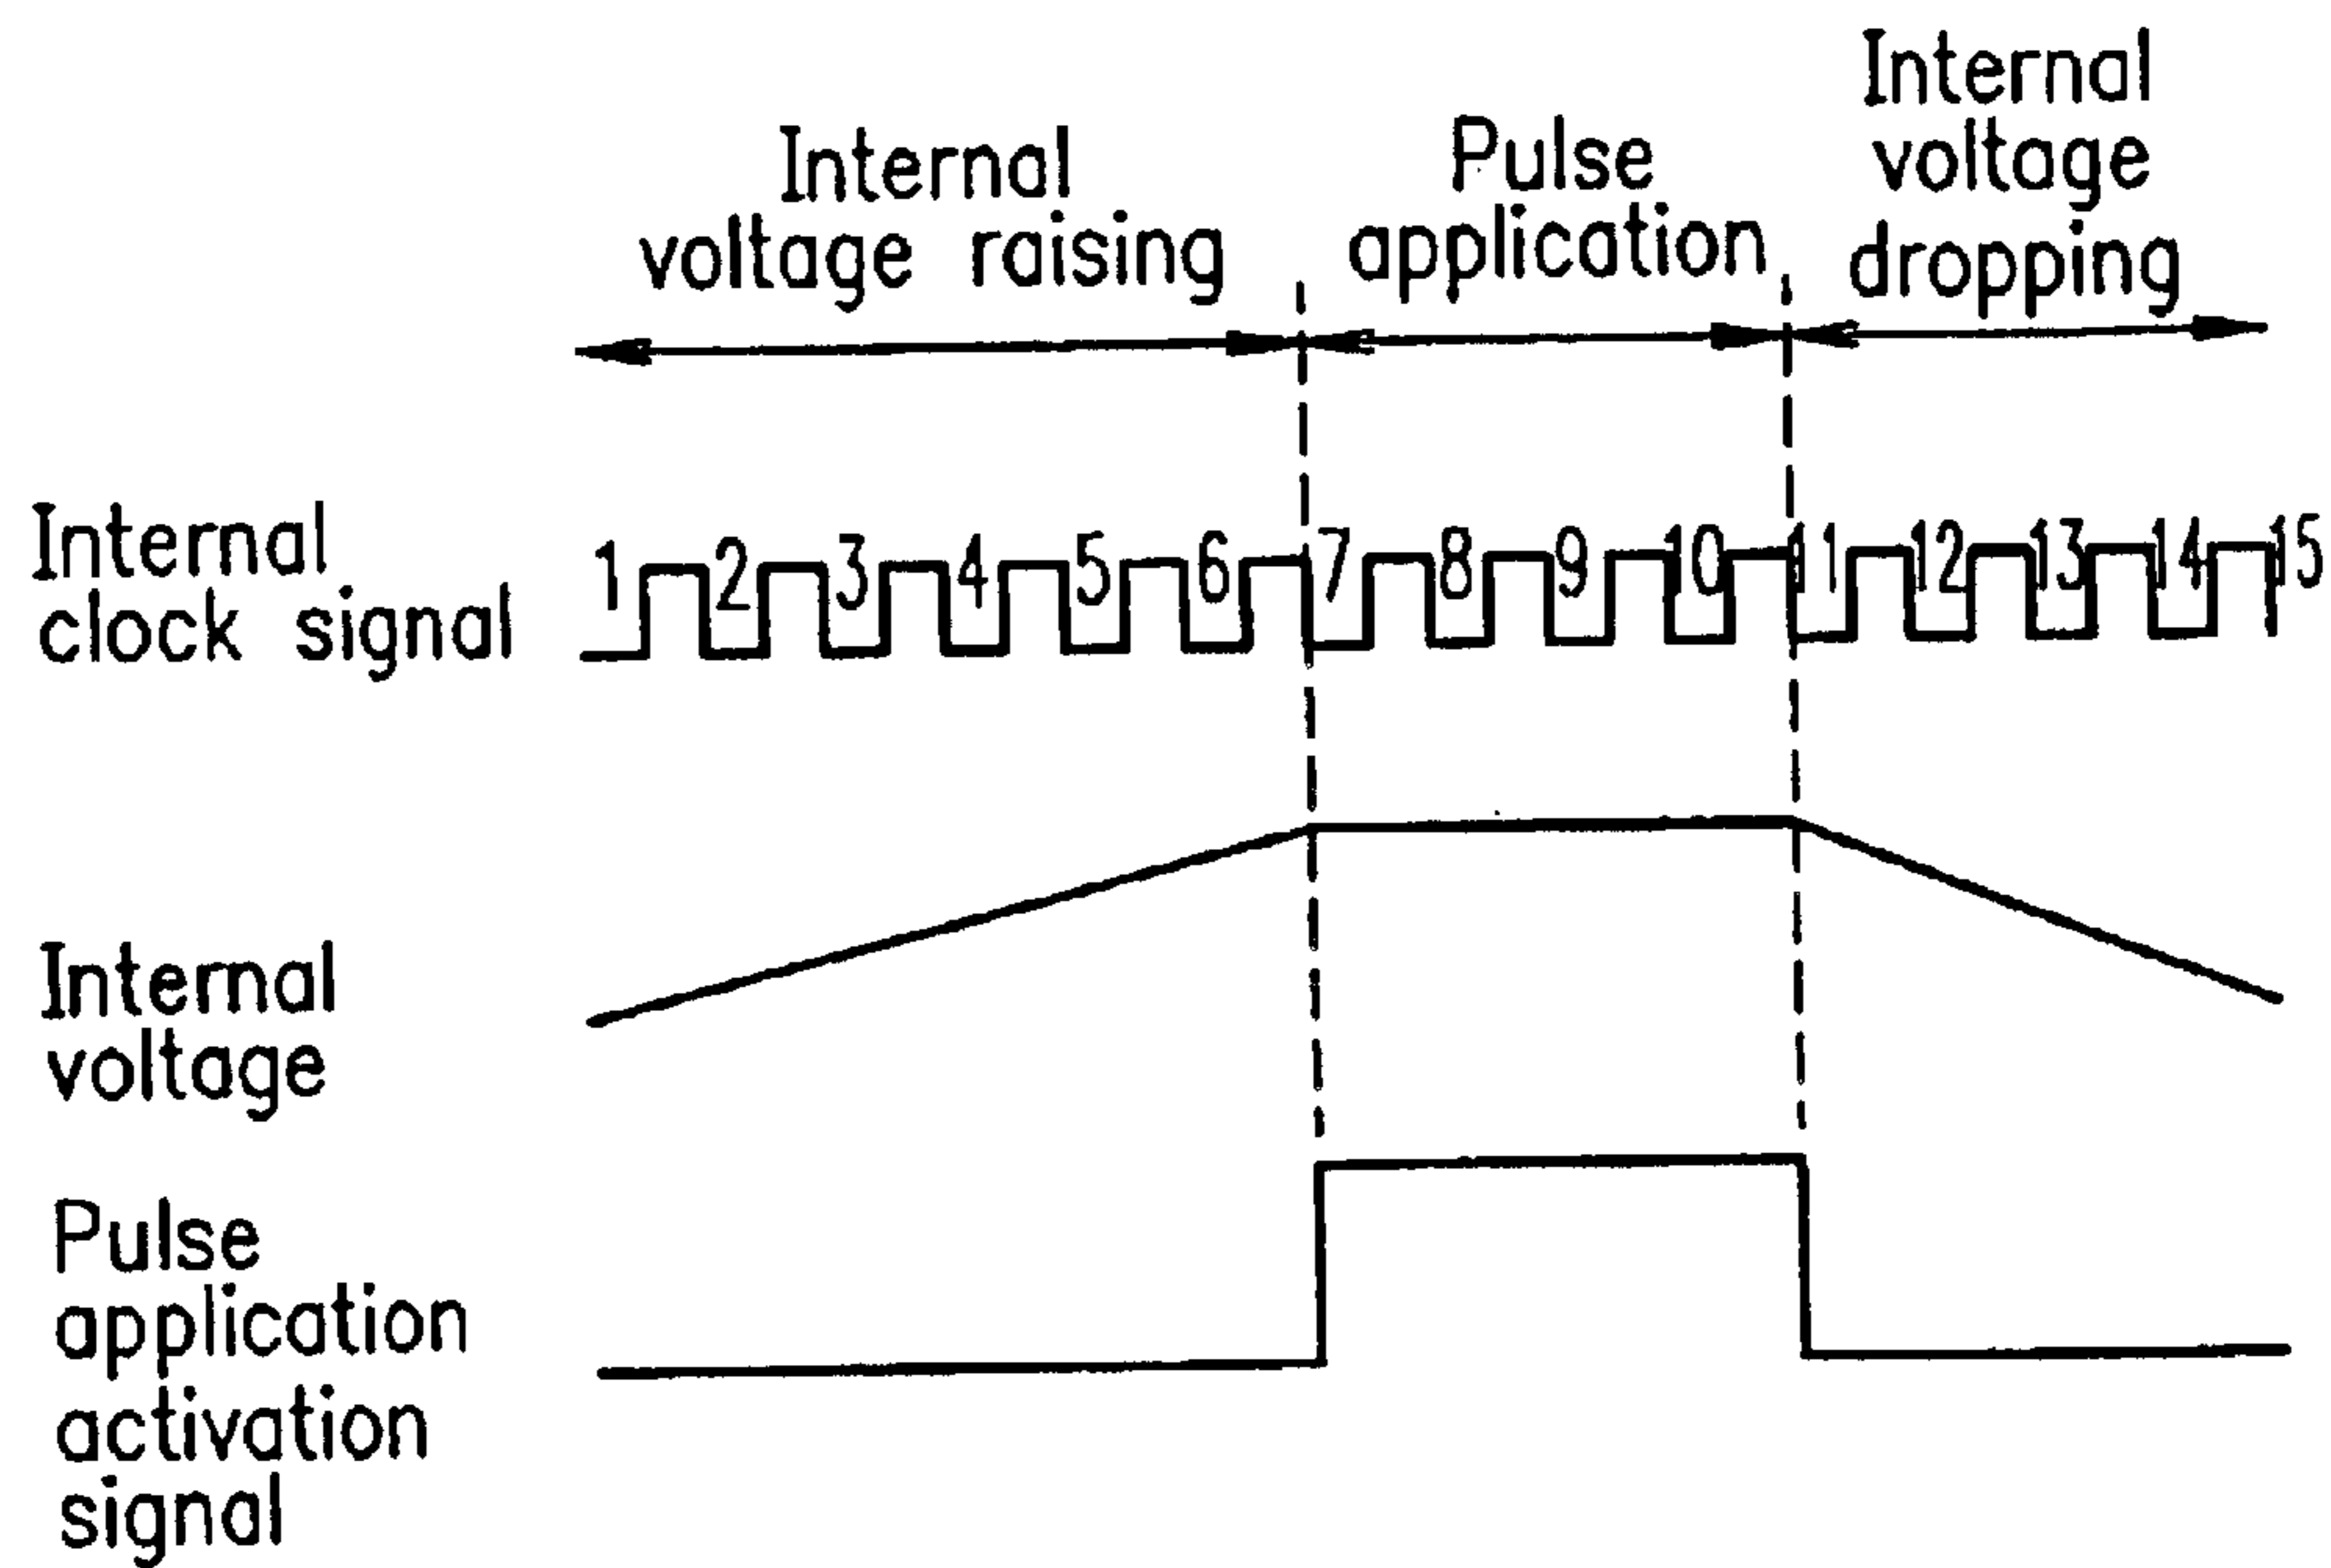 Internal
voltage raising
Pulse
application
Internal
voltage
dropping
Internal
clock signal
1 2 3 4 5 6 7 8 9 10 11 12 13 14 15
Internal
voltage
Pulse
application
activation
signal